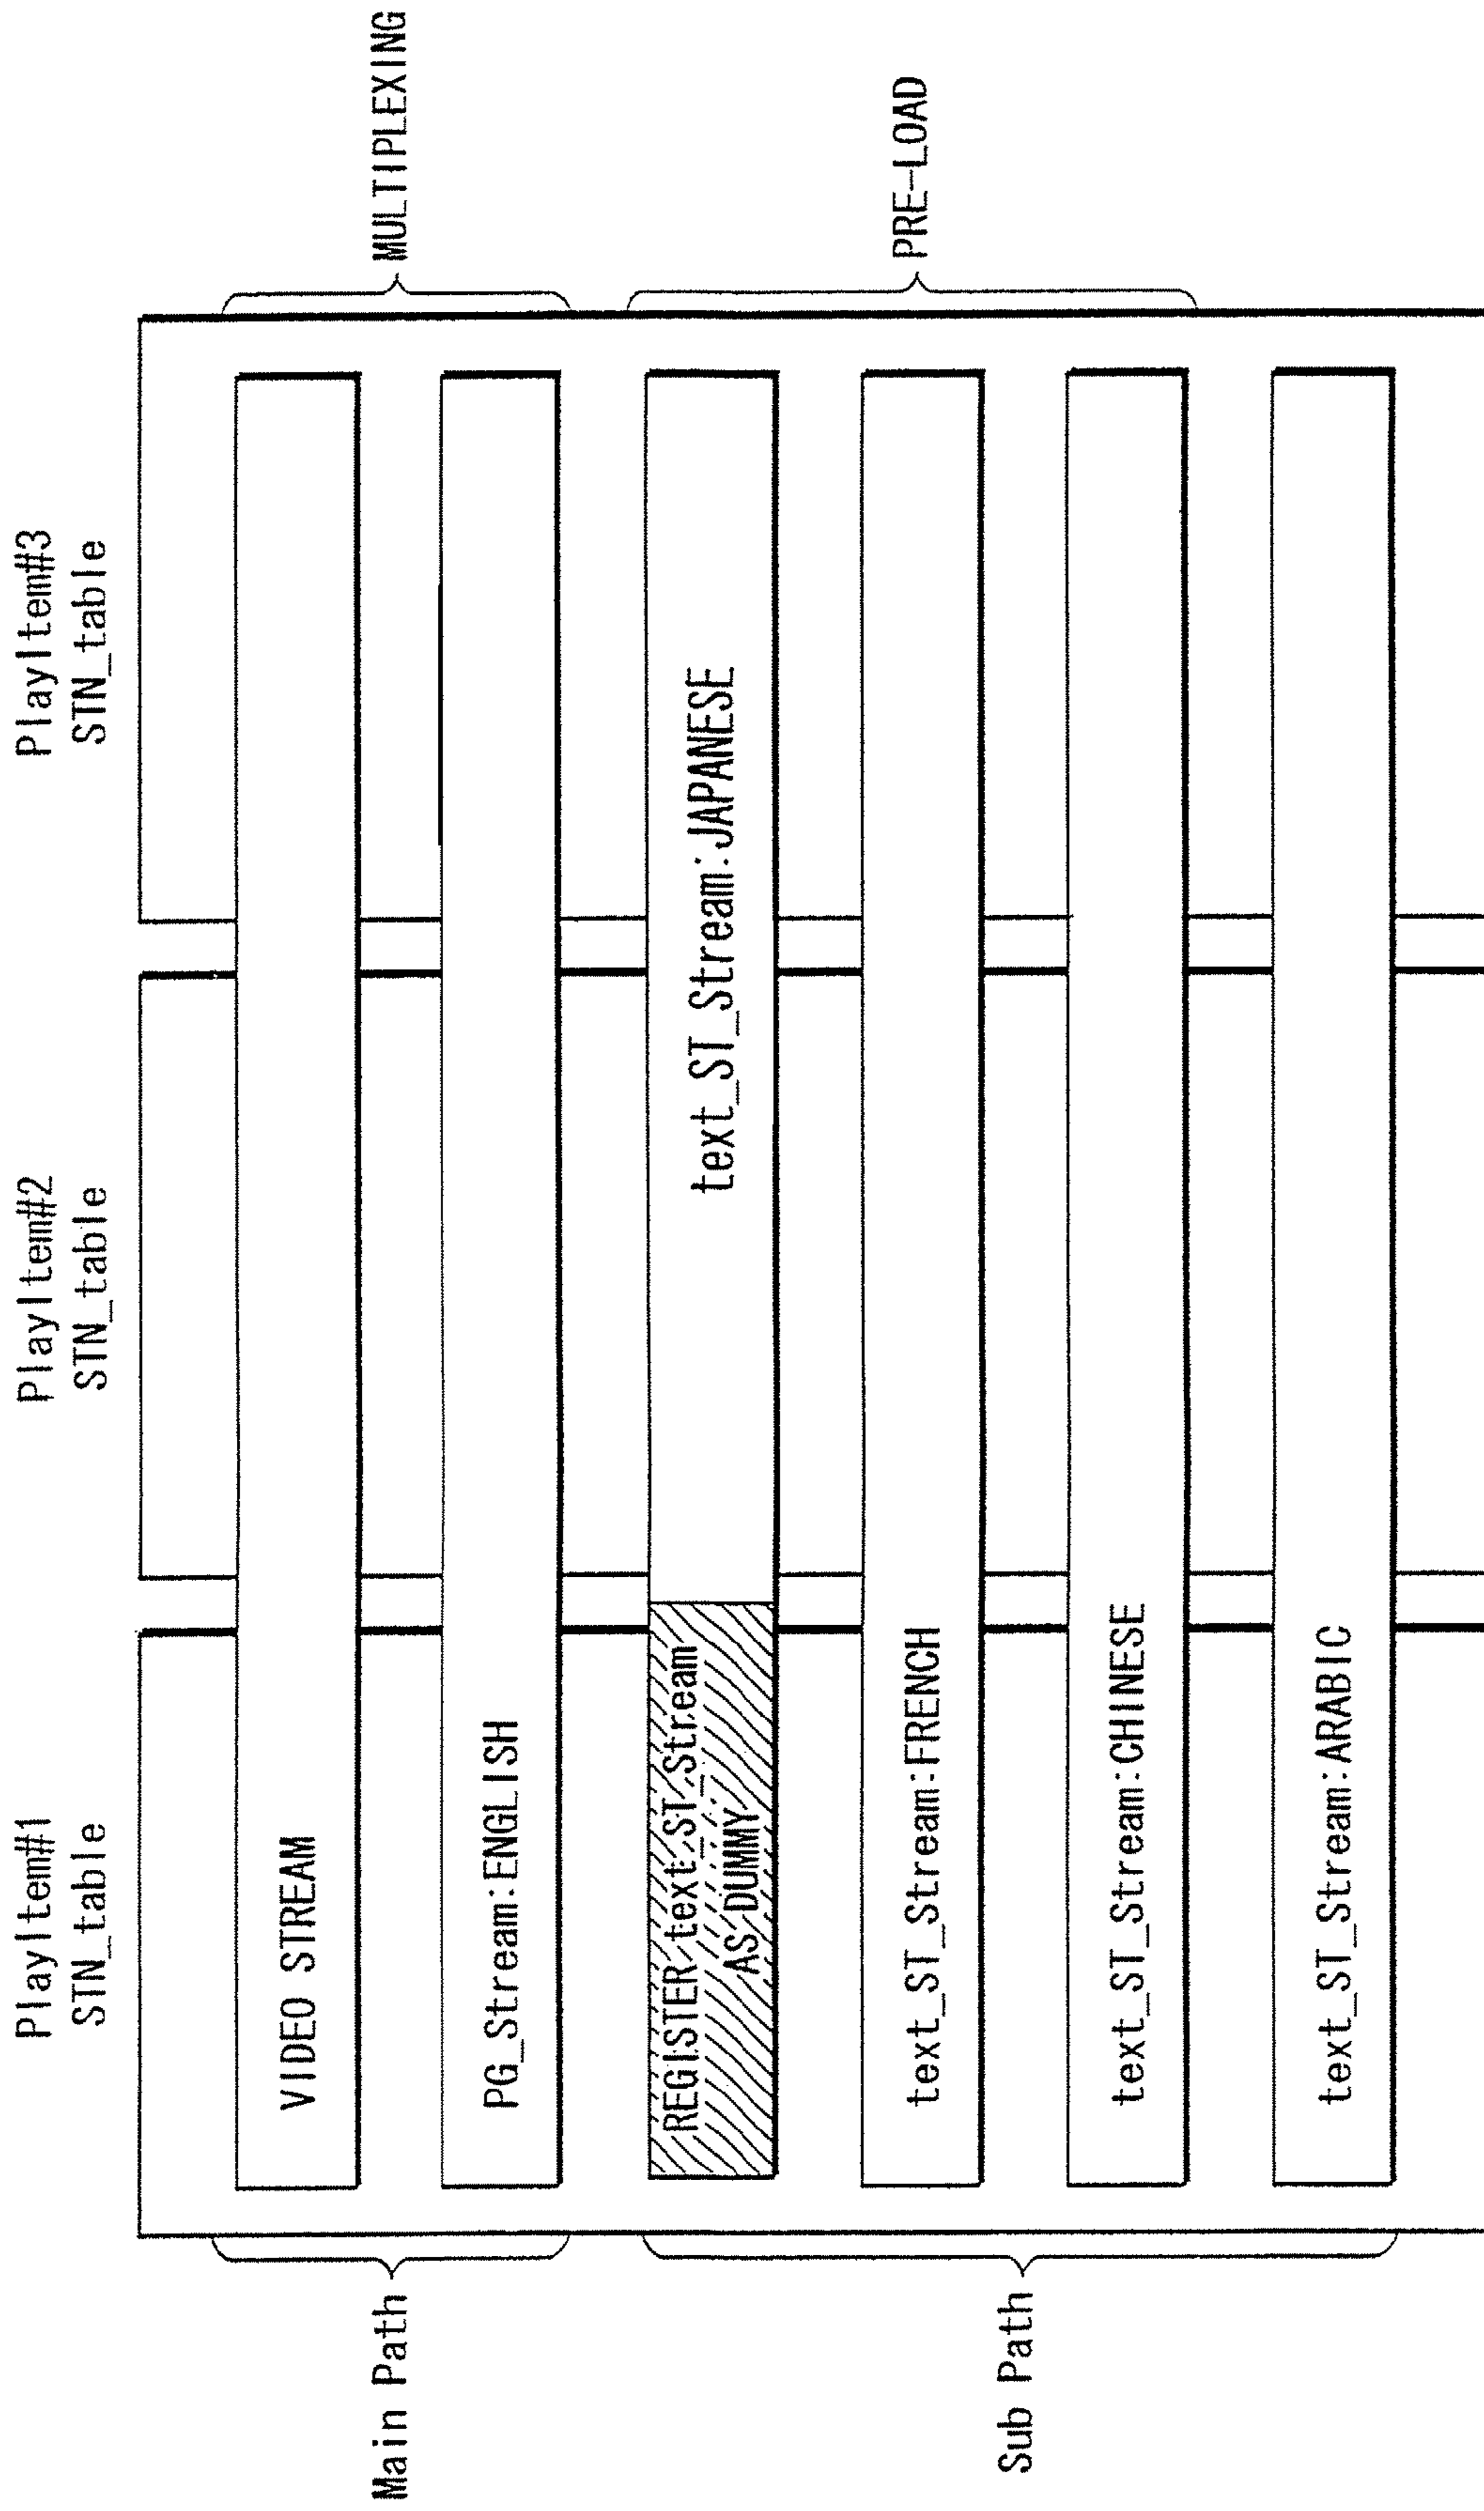 PlayItem#1
STN_table
PlayItem#2
STN_table
PlayItem#3
STN_table
Main Path
VIDEO STREAM
PG_Stream:ENGLISH
MULTIPLEXING
Sub Path
REGISTER text_ST_Stream
AS DUMMY
text_ST_Stream:JAPANESE
text_ST_Stream:FRENCH
text_ST_Stream:CHINESE
text_ST_Stream:ARABIC
PRE-LOAD